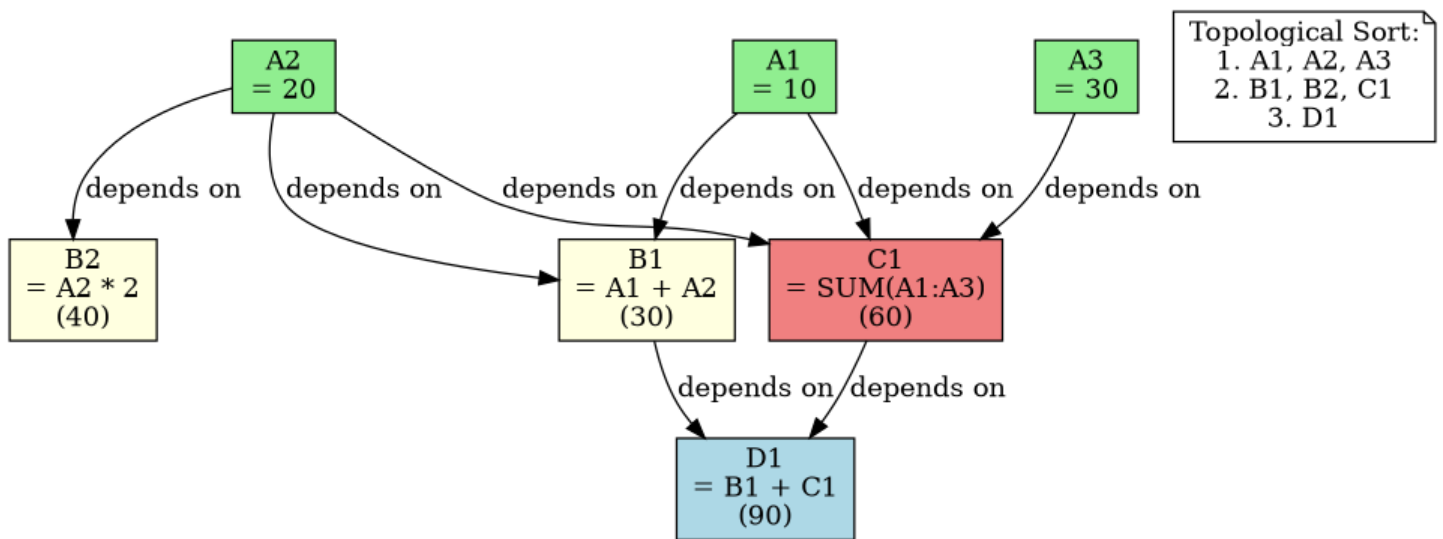 A2
= 20
A1
= 10
A3
= 30
Topological Sort:
1. A1, A2, A3
2. B1, B2, C1
3. D1
depends on
depends on
depends on
depends on
depends on
depends on
B2
= A2 * 2
(40)
B1
= A1 + A2
(30)
C1
= SUM(A1:A3)
(60)
depends on
depends on
D1
= B1 + C1
(90)